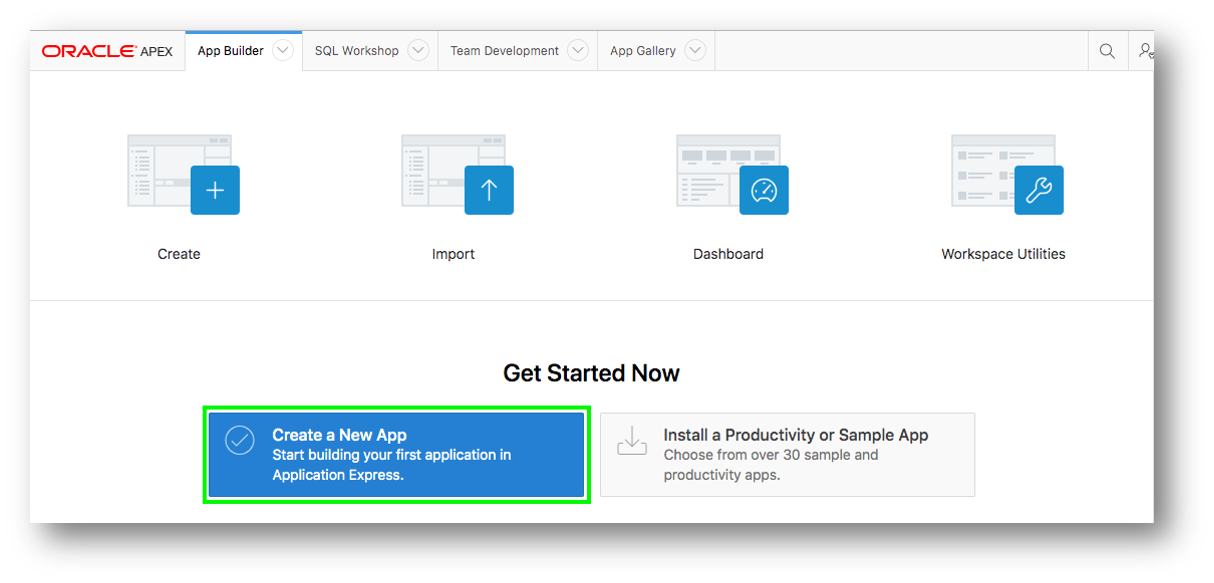 ORACLE APEX App Builder SQL Workshop Team Development App Gallery
Create Import Dashboard Workspace Utilities
Get Started Now
Create a New App
Start building your first application in
Application Express.
Install a Productivity or Sample App
Choose from over 30 sample and
productivity apps.